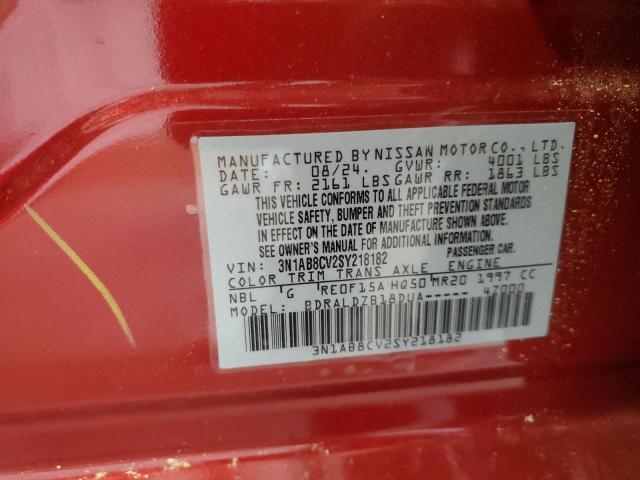 MANUFACTURED BY NISSAN MOTOR CO., LTD.
DATE: 08/24. GVWR: 4001 LBS
GAWR FR: 2161 LBS GAWR RR: 1863 LBS
THIS VEHICLE CONFORMS TO ALL APPLICABLE FEDERAL MOTOR
VEHICLE SAFETY, BUMPER AND THEFT PREVENTION STANDARDS
IN EFFECT ON THE DATE OF MANUFACTURE SHOWN ABOVE.
SEE OWNER'S MANUAL FOR ADDITIONAL INFORMATION.
VIN: 3N1AB8CV2SY218182 PASSENGER CAR.
COLOR TRIM TRANS AXLE ENGINE
NBL G RE0F15A HQ50 MR20 1997 CC
MODEL: BDRALDZB18DUA----- 47000
3N1AB8CV2SY218182